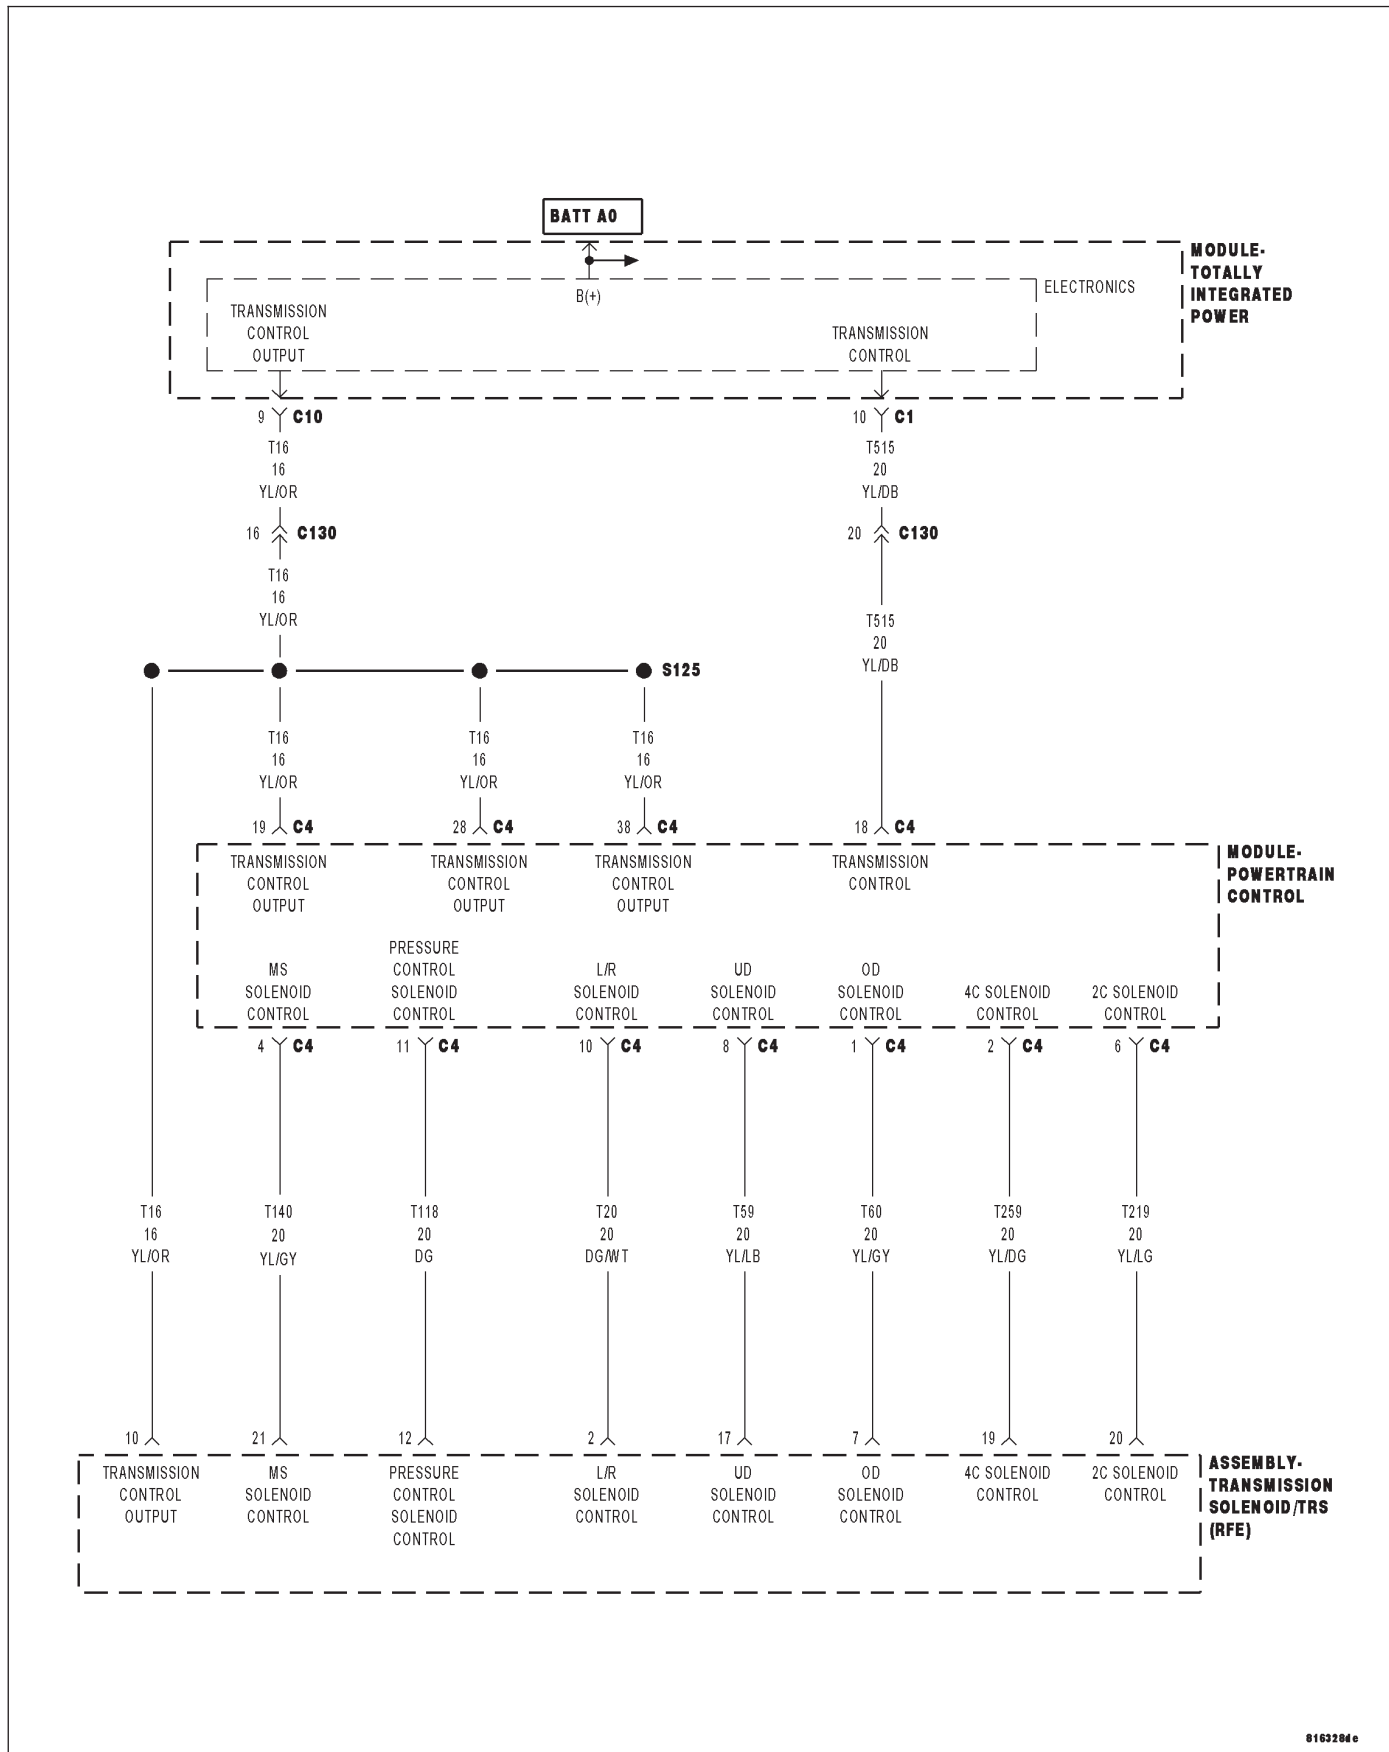 BATT A0
MODULE-
TOTALLY
INTEGRATED
POWER
ELECTRONICS
B(+)
TRANSMISSION
CONTROL
OUTPUT
TRANSMISSION
CONTROL
9 C10
10 C1
T16
16
YL/OR
T515
20
YL/DB
16 C130
20 C130
T16
16
YL/OR
T515
20
YL/DB
S125
T16
16
YL/OR
T16
16
YL/OR
T16
16
YL/OR
19 C4
28 C4
38 C4
18 C4
MODULE-
POWERTRAIN
CONTROL
TRANSMISSION
CONTROL
OUTPUT
TRANSMISSION
CONTROL
OUTPUT
TRANSMISSION
CONTROL
OUTPUT
TRANSMISSION
CONTROL
MS
SOLENOID
CONTROL
PRESSURE
CONTROL
SOLENOID
CONTROL
L/R
SOLENOID
CONTROL
UD
SOLENOID
CONTROL
OD
SOLENOID
CONTROL
4C SOLENOID
CONTROL
2C SOLENOID
CONTROL
4 C4
11 C4
10 C4
8 C4
1 C4
2 C4
6 C4
T16
16
YL/OR
T140
20
YL/GY
T118
20
DG
T20
20
DG/WT
T59
20
YL/LB
T60
20
YL/GY
T259
20
YL/DG
T219
20
YL/LG
10
21
12
2
17
7
19
20
ASSEMBLY-
TRANSMISSION
SOLENOID/TRS
(RFE)
TRANSMISSION
CONTROL
OUTPUT
MS
SOLENOID
CONTROL
PRESSURE
CONTROL
SOLENOID
CONTROL
L/R
SOLENOID
CONTROL
UD
SOLENOID
CONTROL
OD
SOLENOID
CONTROL
4C SOLENOID
CONTROL
2C SOLENOID
CONTROL
816328de